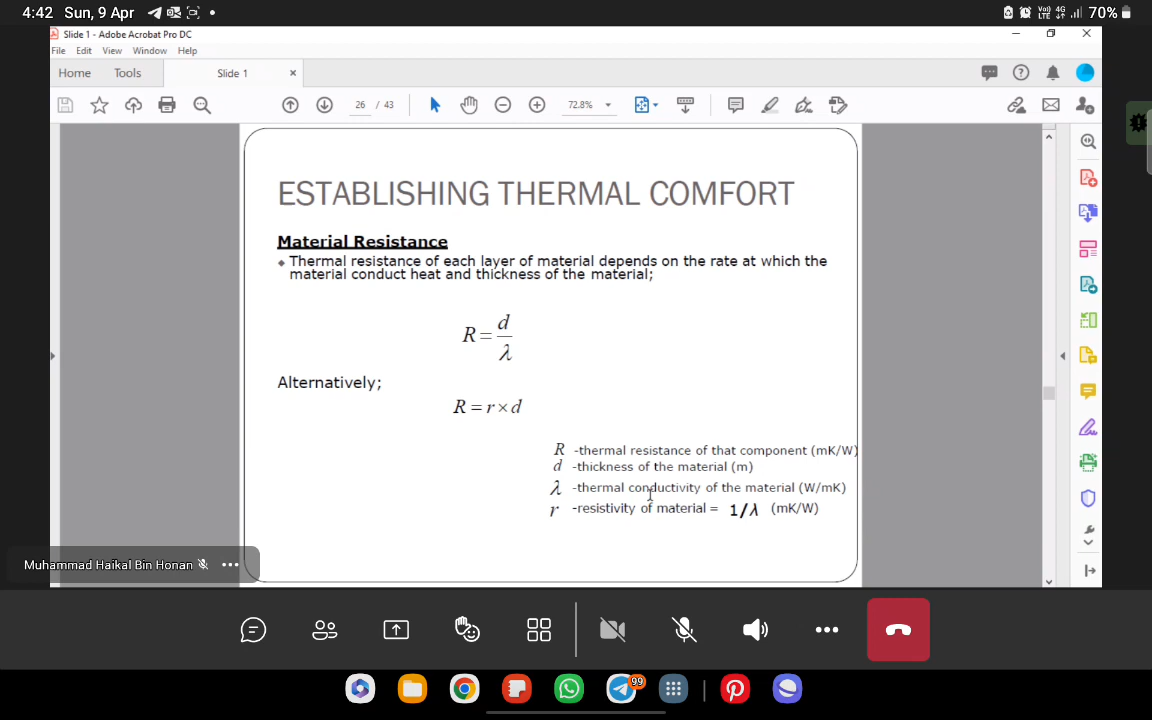 4:42 Sun, 9 Apr
Vo) LTE 4G 70%
Slide 1 - Adobe Acrobat Pro DC
File Edit View Window Help
Home Tools Slide 1 ×
26 / 43 72.8%
ESTABLISHING THERMAL COMFORT
Material Resistance
◆ Thermal resistance of each layer of material depends on the rate at which the
material conduct heat and thickness of the material;
R = d/λ
Alternatively;
R = r × d
R -thermal resistance of that component (mK/W)
d -thickness of the material (m)
λ -thermal conductivity of the material (W/mK)
r -resistivity of material = 1/λ (mK/W)
Muhammad Haikal Bin Honan
99